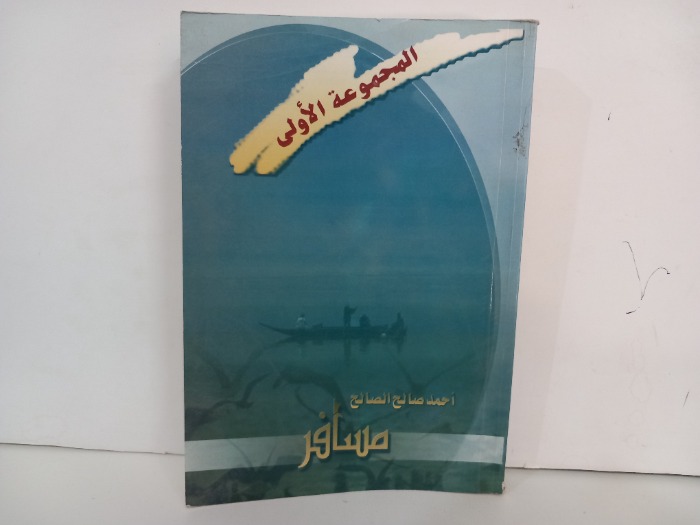 المجموعة الأولى
أحمد صالح الصالح
مسافر